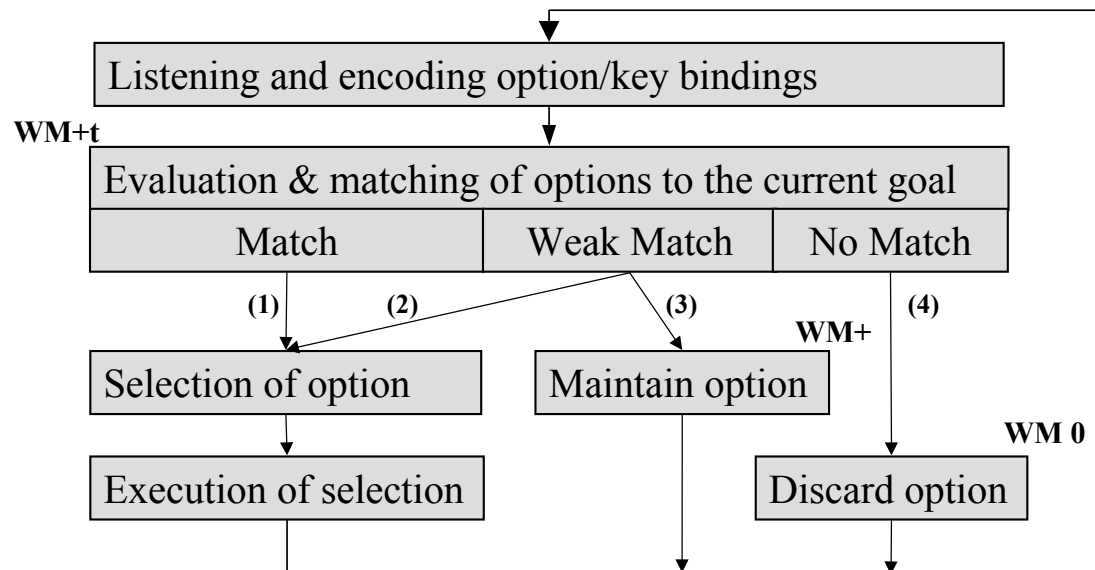 Listening and encoding option/key bindings
WM+t
Evaluation & matching of options to the current goal
Match
Weak Match
No Match
(1)
(2)
(3)
(4)
WM+
Selection of option
Maintain option
WM 0
Execution of selection
Discard option